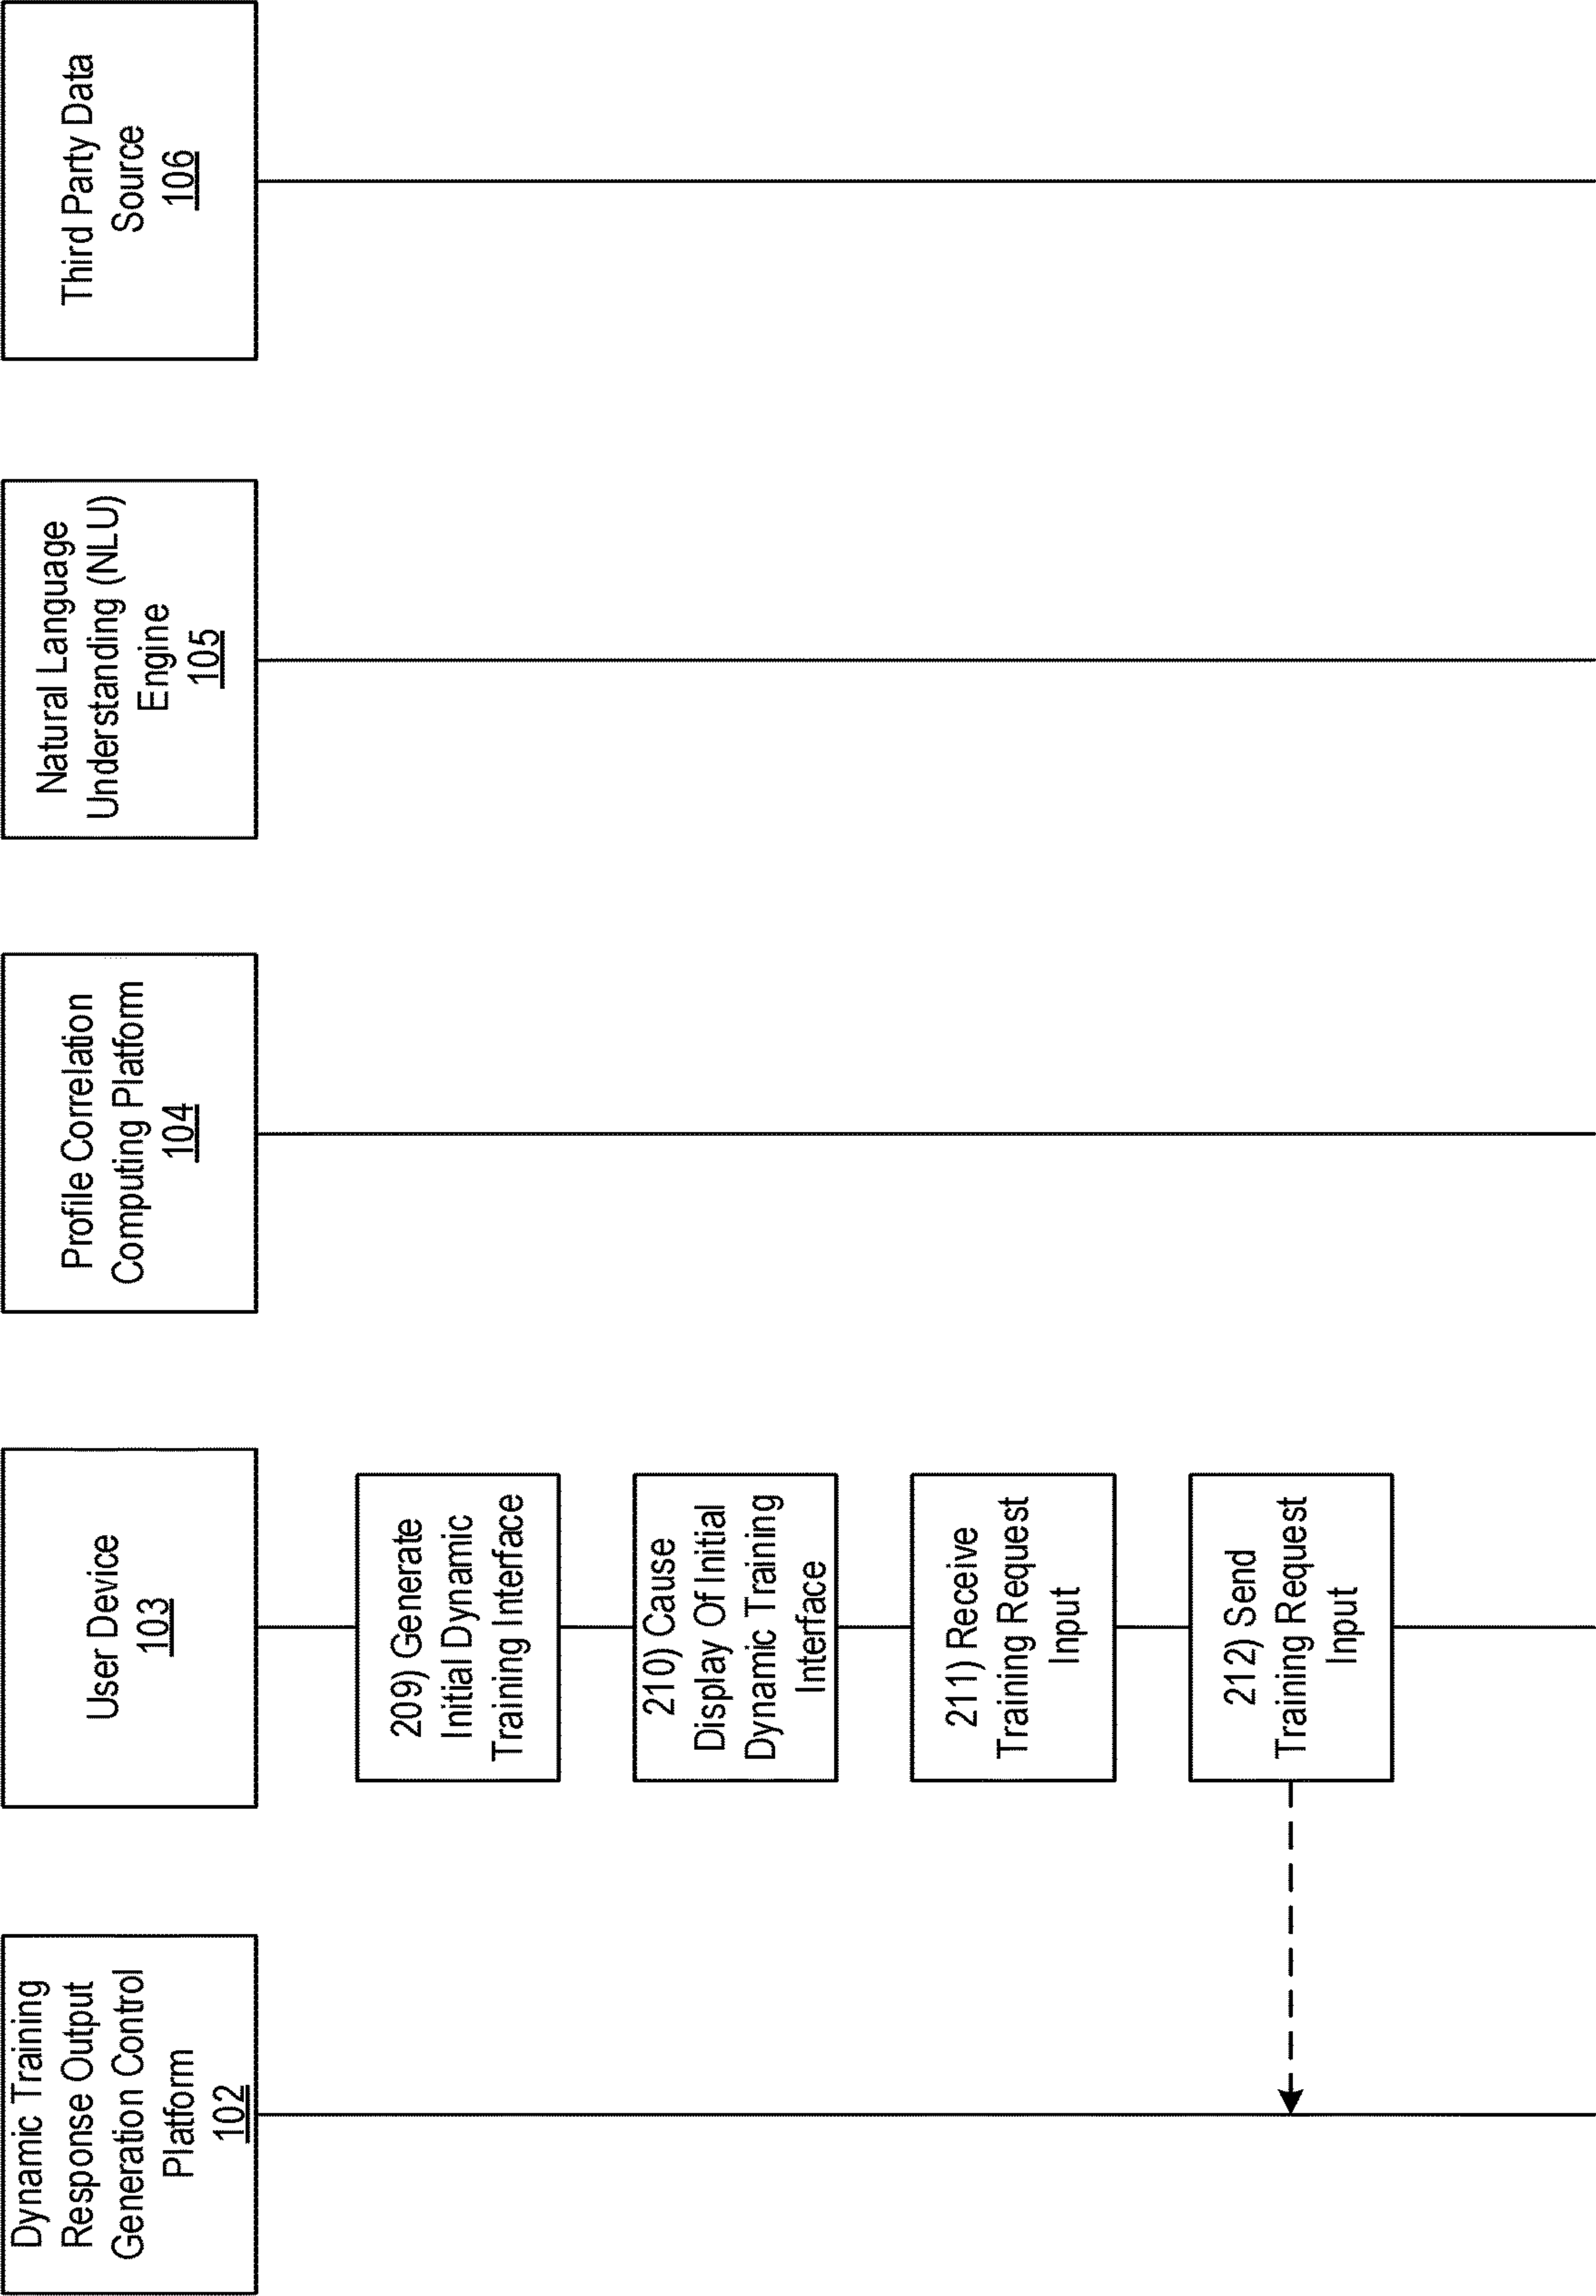 Dynamic Training
Response Output
Generation Control
Platform
102
User Device
103
Profile Correlation
Computing Platform
104
Natural Language
Understanding (NLU)
Engine
105
Third Party Data
Source
106
209) Generate
Initial Dynamic
Training Interface
210) Cause
Display Of Initial
Dynamic Training
Interface
211) Receive
Training Request
Input
212) Send
Training Request
Input